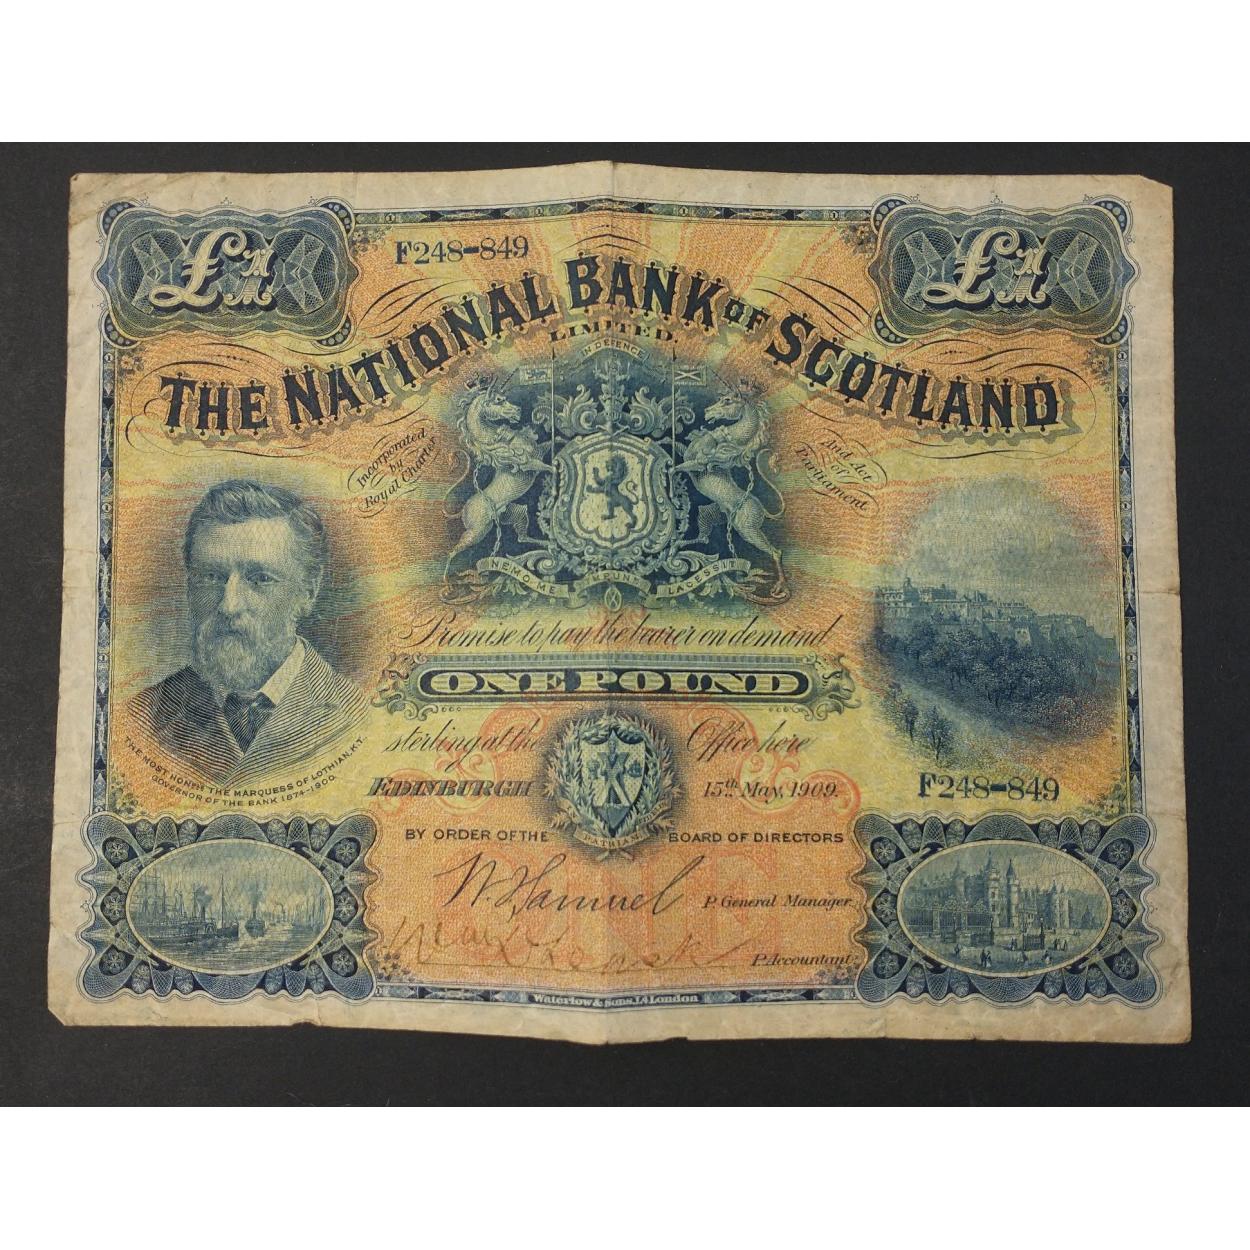 £1
F248-849
£1
THE NATIONAL BANK OF SCOTLAND
LIMITED.
IN DEFENCE
Incorporated
by
Royal Charter
And Act
of
Parliament
NEMO ME IMPUNE LACESSIT
Promise to pay the bearer on demand
ONE POUND
sterling at the Office here
EDINBURGH 15th May, 1909.
THE MOST HONBLE THE MARQUESS OF LOTHIAN, K.T.
GOVERNOR OF THE BANK 1874-1900.
F248-849
BY ORDER OF THE BOARD OF DIRECTORS
W. Samuel P. General Manager.
P. Accountant
Waterlow & Sons, Ld London